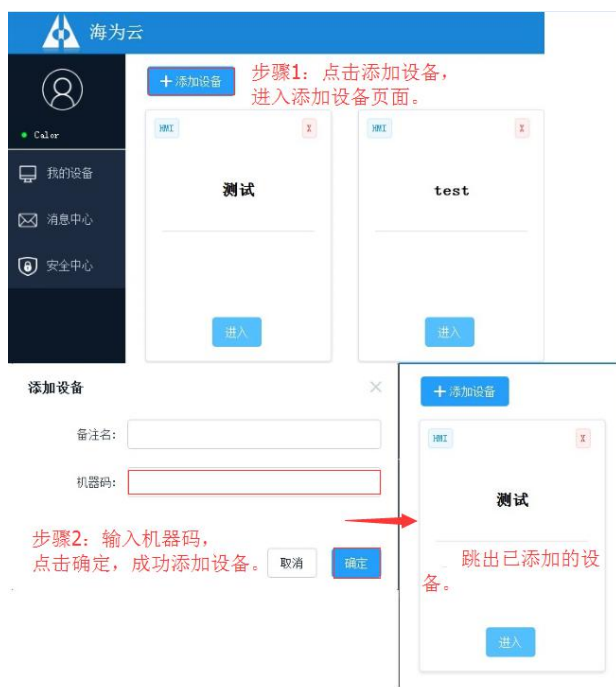 海为云
+添加设备
步骤1：点击添加设备，
进入添加设备页面。
Calor
HMI
X
HMI
X
我的设备
测试
test
消息中心
安全中心
进入
进入
添加设备
×
+添加设备
备注名:
HMI
X
机器码:
测试
步骤2：输入机器码，
点击确定，成功添加设备。
取消
确定
跳出已添加的设
备。
进入